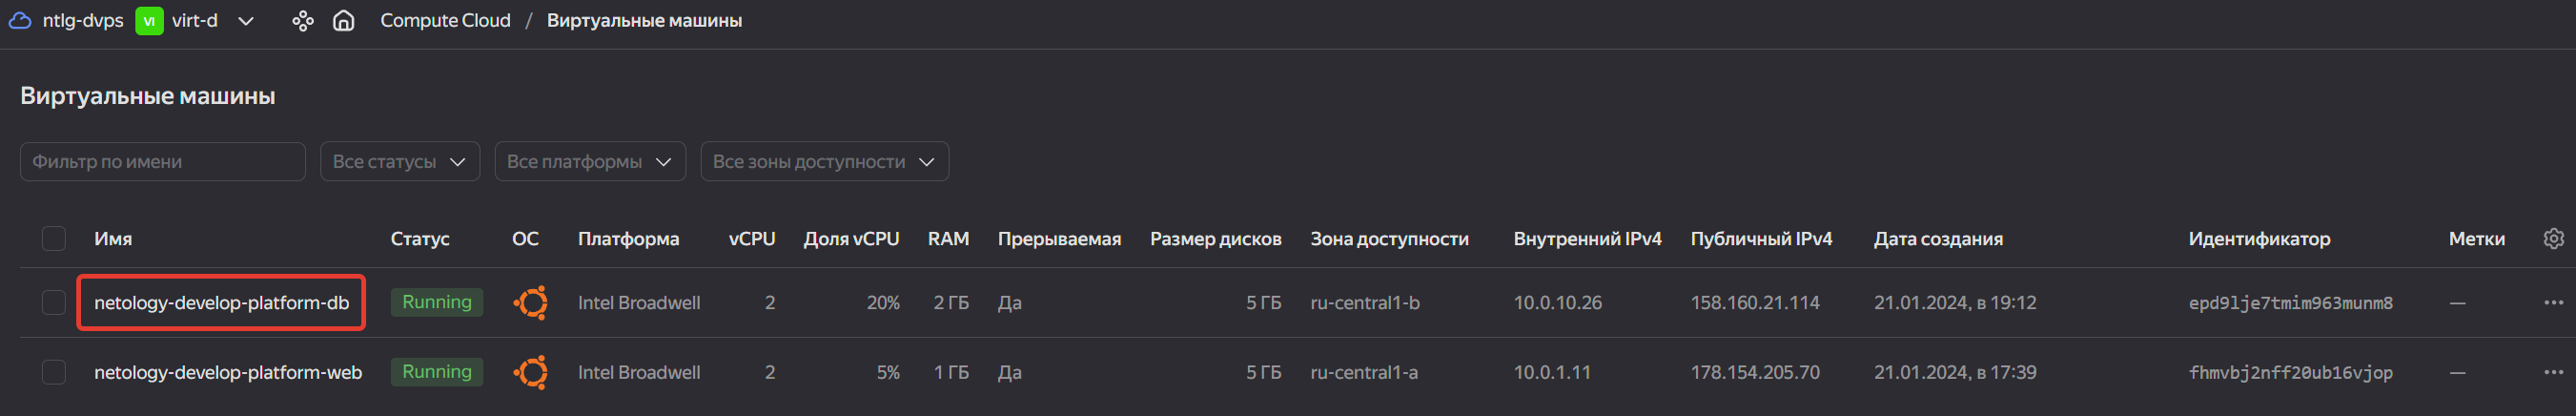 ntlg-dvps VI virt-d Compute Cloud / Виртуальные машины
Виртуальные машины
Фильтр по имени Все статусы Все платформы Все зоны доступности
Имя Статус ОС Платформа vCPU Доля vCPU RAM Прерываемая Размер дисков Зона доступности Внутренний IPv4 Публичный IPv4 Дата создания Идентификатор Метки
netology-develop-platform-db Running Intel Broadwell 2 20% 2 ГБ Да 5 ГБ ru-central1-b 10.0.10.26 158.160.21.114 21.01.2024, в 19:12 epd9lje7tmim963munm8 —
netology-develop-platform-web Running Intel Broadwell 2 5% 1 ГБ Да 5 ГБ ru-central1-a 10.0.1.11 178.154.205.70 21.01.2024, в 17:39 fhmvbj2nff20ub16vjop —